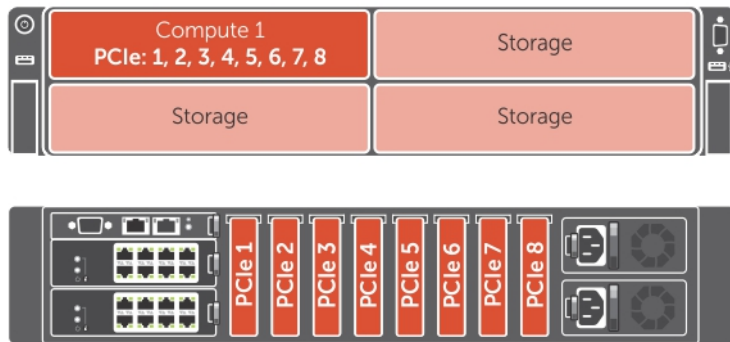 Compute 1
PCIe: 1, 2, 3, 4, 5, 6, 7, 8
Storage
Storage
Storage
PCIe 1
PCIe 2
PCIe 3
PCIe 4
PCIe 5
PCIe 6
PCIe 7
PCIe 8